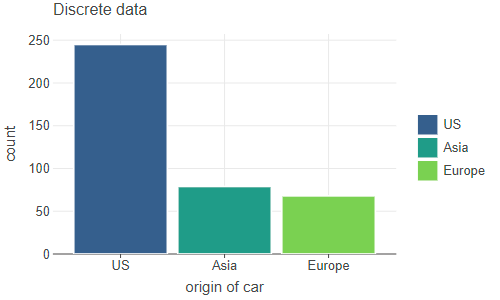 Discrete data
count
250
200
150
100
50
0
US
Asia
Europe
origin of car
US
Asia
Europe